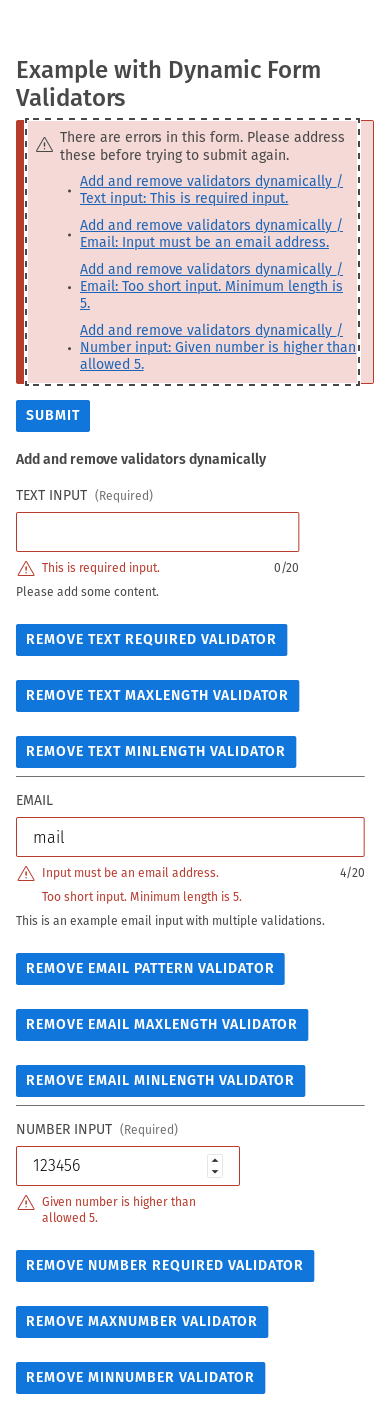 Example with Dynamic Form
Validators
There are errors in this form. Please address
these before trying to submit again.
• Add and remove validators dynamically /
Text input: This is required input.
• Add and remove validators dynamically /
Email: Input must be an email address.
• Add and remove validators dynamically /
Email: Too short input. Minimum length is
5.
• Add and remove validators dynamically /
Number input: Given number is higher than
allowed 5.
SUBMIT
Add and remove validators dynamically
TEXT INPUT (Required)
This is required input. 0/20
Please add some content.
REMOVE TEXT REQUIRED VALIDATOR
REMOVE TEXT MAXLENGTH VALIDATOR
REMOVE TEXT MINLENGTH VALIDATOR
EMAIL
mail
Input must be an email address. 4/20
Too short input. Minimum length is 5.
This is an example email input with multiple validations.
REMOVE EMAIL PATTERN VALIDATOR
REMOVE EMAIL MAXLENGTH VALIDATOR
REMOVE EMAIL MINLENGTH VALIDATOR
NUMBER INPUT (Required)
123456
Given number is higher than
allowed 5.
REMOVE NUMBER REQUIRED VALIDATOR
REMOVE MAXNUMBER VALIDATOR
REMOVE MINNUMBER VALIDATOR